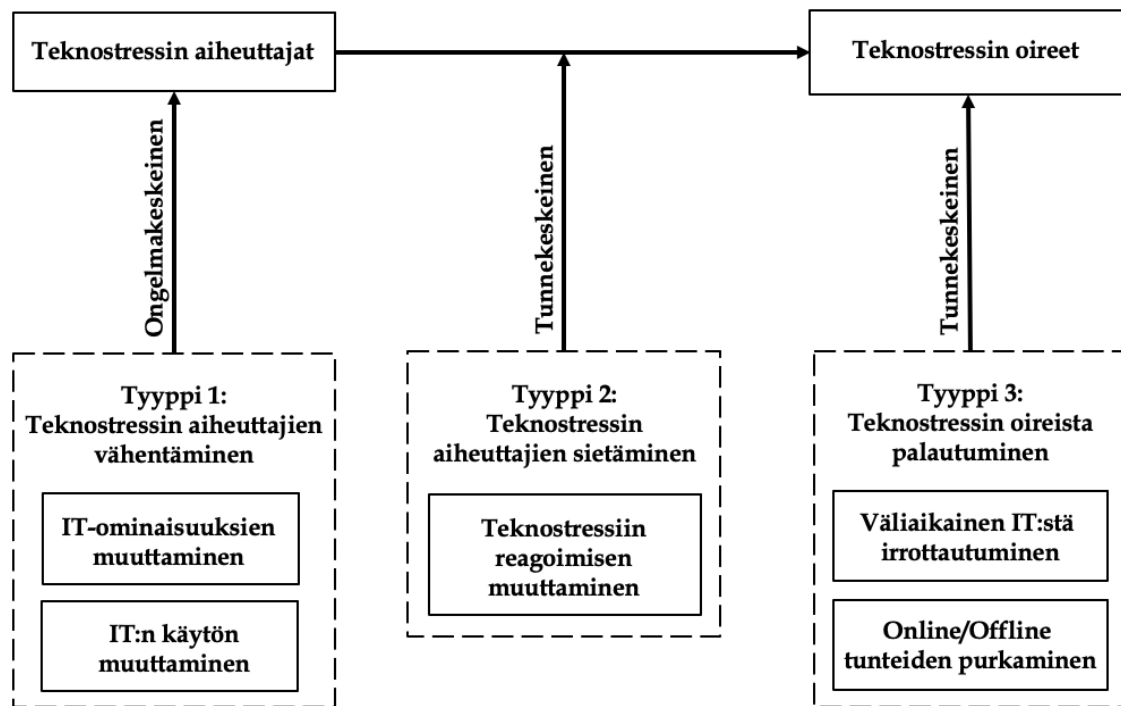 Teknostressin aiheuttajat
Teknostressin oireet
Ongelmakeskeinen
Tunnekeskeinen
Tunnekeskeinen
Tyyppi 1:
Teknostressin aiheuttajien
vähentäminen
IT-ominaisuuksien
muuttaminen
IT:n käytön
muuttaminen
Tyyppi 2:
Teknostressin
aiheuttajien sietäminen
Teknostressiin
reagoimisen
muuttaminen
Tyyppi 3:
Teknostressin oireista
palautuminen
Väliaikainen IT:stä
irrottautuminen
Online/Offline
tunteiden purkaminen